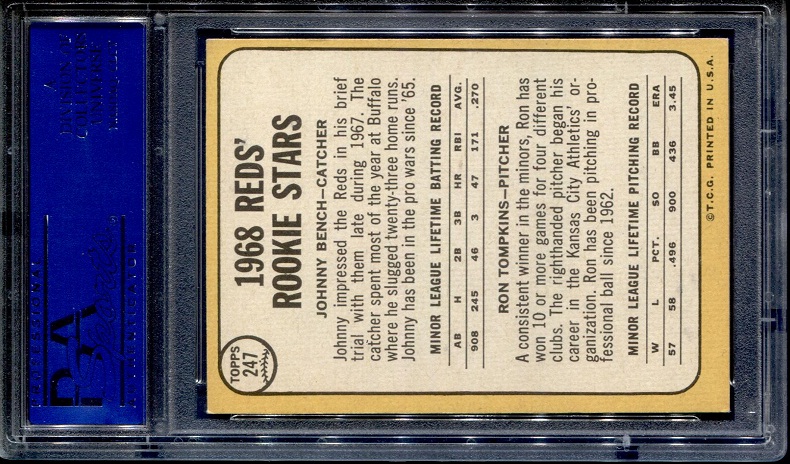 TOPPS
247
1968 REDS'
ROOKIE STARS
JOHNNY BENCH—CATCHER
Johnny impressed the Reds in his brief
trial with them late during 1967. The
catcher spent most of the year at Buffalo
where he slugged twenty-three home runs.
Johnny has been in the pro wars since '65.
MINOR LEAGUE LIFETIME BATTING RECORD
AB H 2B 3B HR RBI AVG.
908 245 46 3 47 171 .270
RON TOMPKINS—PITCHER
A consistent winner in the minors, Ron has
won 10 or more games for four different
clubs. The righthanded pitcher began his
career in the Kansas City Athletics' or-
ganization. Ron has been pitching in pro-
fessional ball since 1962.
MINOR LEAGUE LIFETIME PITCHING RECORD
W L PCT. SO BB ERA
57 58 .496 900 436 3.45
©T.C.G. PRINTED IN U.S.A.
PROFESSIONAL
A
DIVISION OF
COLLECTORS
UNIVERSE